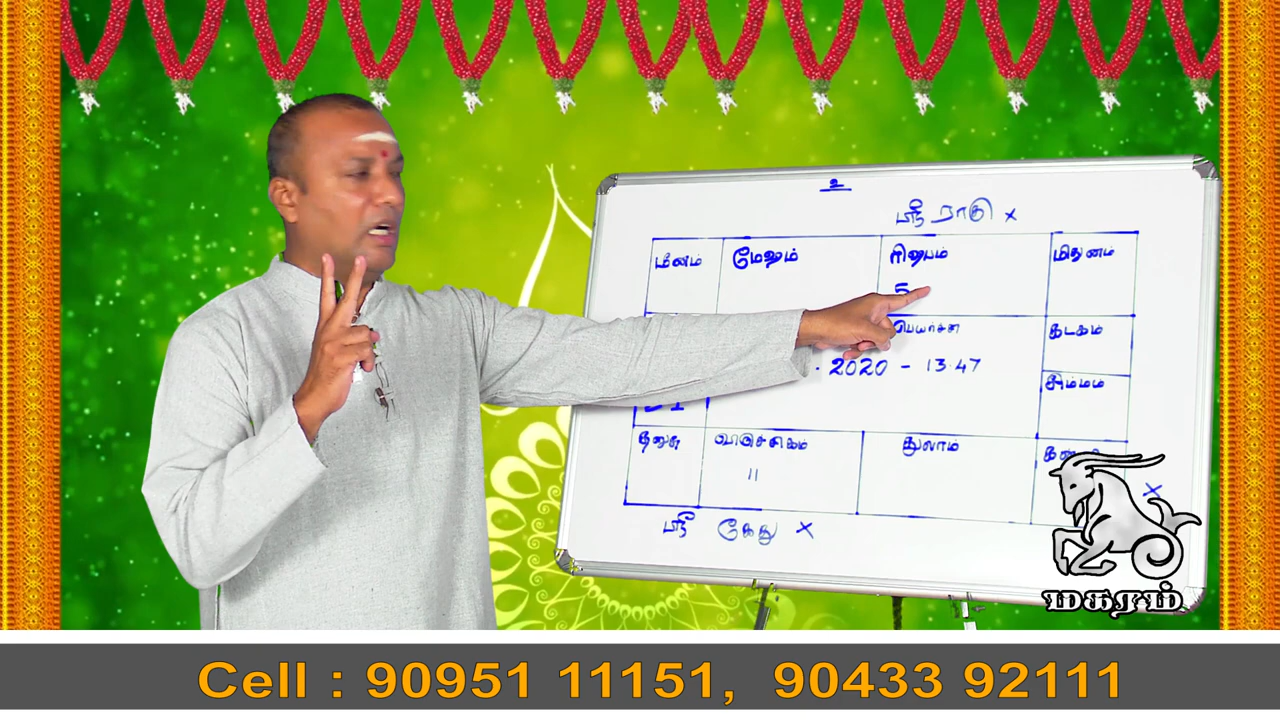 உ
ஸ்ரீ ராகு x
மீனம் மேஷம் ரிஷபம் மிதுனம்
5
பெயர்ச்சி கடகம்
. 2020 - 13.47
சிம்மம்
தனுசு விருச்சிகம் துலாம்
11
x
ஸ்ரீ கேது x
மகரம்
Cell : 90951 11151, 90433 92111